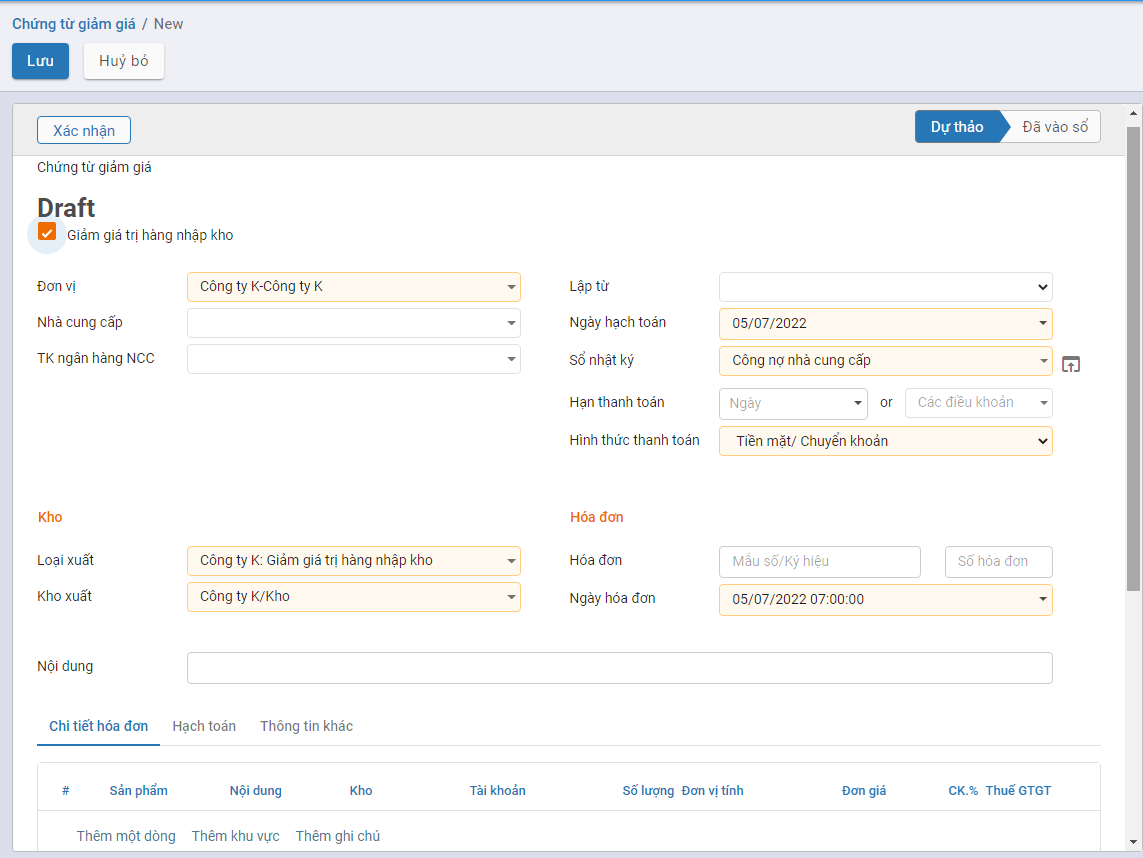 Chứng từ giảm giá / New
Lưu Huỷ bỏ
Xác nhận Dự thảo Đã vào sổ
Chứng từ giảm giá
Draft
Giảm giá trị hàng nhập kho
Đơn vị Công ty K-Công ty K Lập từ
Nhà cung cấp Ngày hạch toán 05/07/2022
TK ngân hàng NCC Sổ nhật ký Công nợ nhà cung cấp
Hạn thanh toán Ngày or Các điều khoản
Hình thức thanh toán Tiền mặt/ Chuyển khoản
Kho Hóa đơn
Loại xuất Công ty K: Giảm giá trị hàng nhập kho Hóa đơn Mẫu số/Ký hiệu Số hóa đơn
Kho xuất Công ty K/Kho Ngày hóa đơn 05/07/2022 07:00:00
Nội dung
Chi tiết hóa đơn Hạch toán Thông tin khác
# Sản phẩm Nội dung Kho Tài khoản Số lượng Đơn vị tính Đơn giá CK.% Thuế GTGT
Thêm một dòng Thêm khu vực Thêm ghi chú